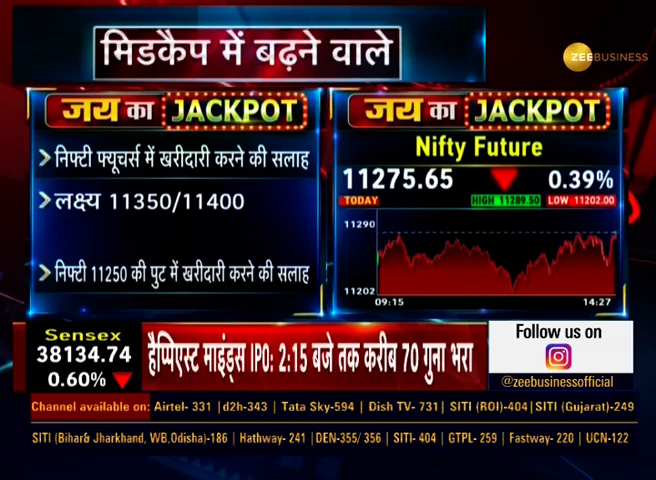 मिडकैप में बढ़ने वाले
ZEE BUSINESS
जय का JACKPOT
निफ्टी फ्यूचर्स में खरीदारी करने की सलाह
लक्ष्य 11350/11400
निफ्टी 11250 की पुट में खरीदारी करने की सलाह
जय का JACKPOT
Nifty Future
11275.65 0.39%
TODAY HIGH 11289.50 LOW 11202.00
11290
11202
09:15 14:27
Sensex
38134.74
0.60%
हैप्पिएस्ट माइंड्स IPO: 2:15 बजे तक करीब 70 गुना भरा
Follow us on
@zeebusinessofficial
Channel available on: Airtel- 331 | d2h-343 | Tata Sky-594 | Dish TV- 731 | SITI (ROI)-404 | SITI (Gujarat)-249
SITI (Bihar& Jharkhand, WB,Odisha)-186 | Hathway- 241 | DEN-355/ 356 | SITI- 404 | GTPL- 259 | Fastway- 220 | UCN-122